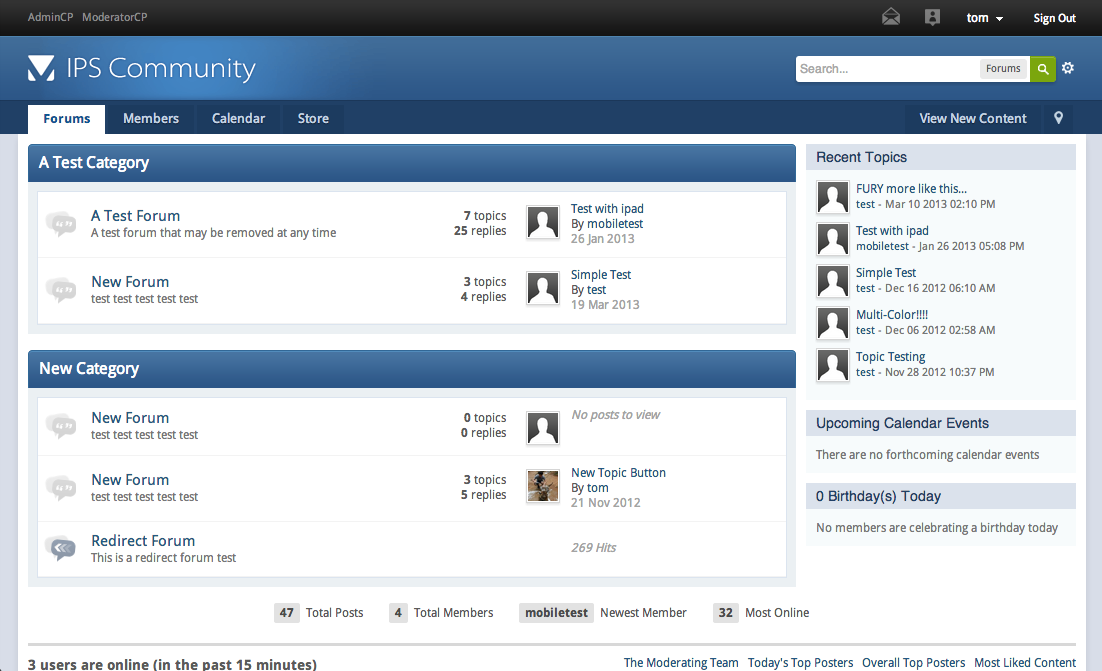 AdminCP ModeratorCP
tom
Sign Out
IPS Community
Search...
Forums
Forums
Members
Calendar
Store
View New Content
A Test Category
A Test Forum
A test forum that may be removed at any time
7 topics
25 replies
Test with ipad
By mobiletest
26 Jan 2013
New Forum
test test test test test
3 topics
4 replies
Simple Test
By test
19 Mar 2013
New Category
New Forum
test test test test test
0 topics
0 replies
No posts to view
New Forum
test test test test test
3 topics
5 replies
New Topic Button
By tom
21 Nov 2012
Redirect Forum
This is a redirect forum test
269 Hits
Recent Topics
FURY more like this...
test - Mar 10 2013 02:10 PM
Test with ipad
mobiletest - Jan 26 2013 05:08 PM
Simple Test
test - Dec 16 2012 06:10 AM
Multi-Color!!!!
test - Dec 06 2012 02:58 AM
Topic Testing
test - Nov 28 2012 10:37 PM
Upcoming Calendar Events
There are no forthcoming calendar events
0 Birthday(s) Today
No members are celebrating a birthday today
47 Total Posts
4 Total Members
mobiletest Newest Member
32 Most Online
3 users are online (in the past 15 minutes)
The Moderating Team Today's Top Posters Overall Top Posters Most Liked Content